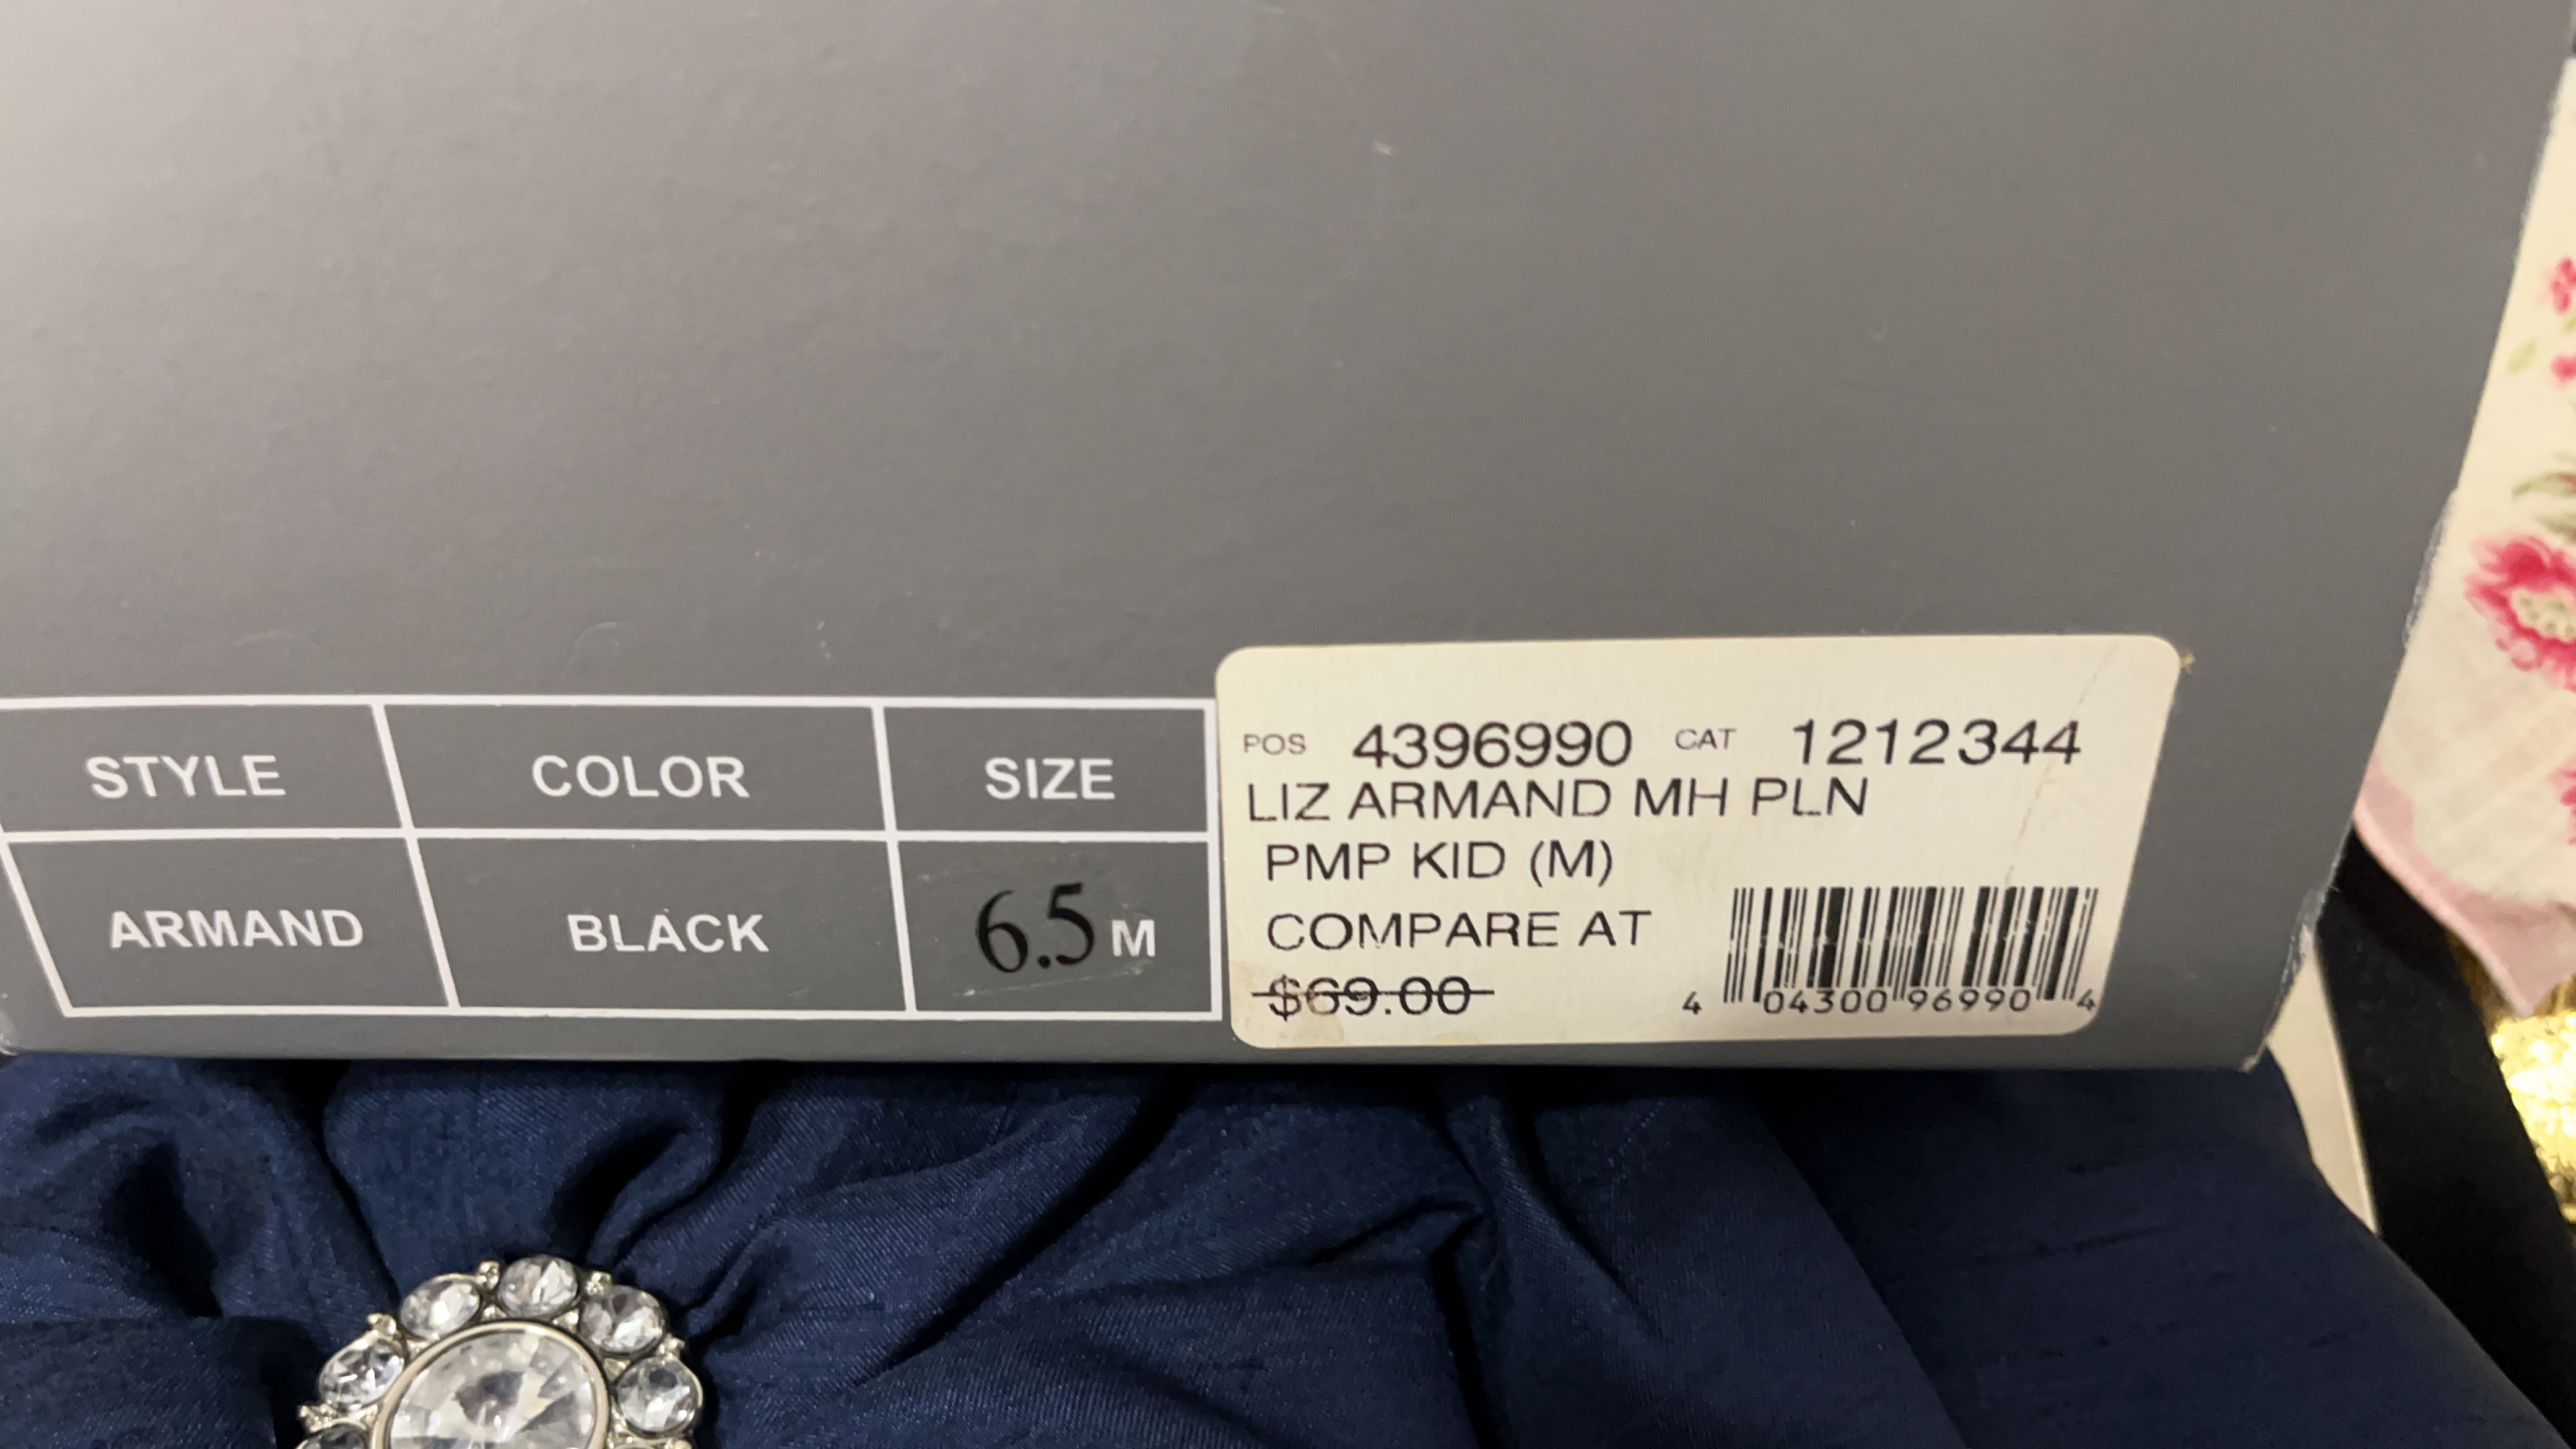 STYLE COLOR SIZE
ARMAND BLACK 6.5 M
POS 4396990 CAT 1212344
LIZ ARMAND MH PLN
PMP KID (M)
COMPARE AT
$69.00
4 04300 96990 4